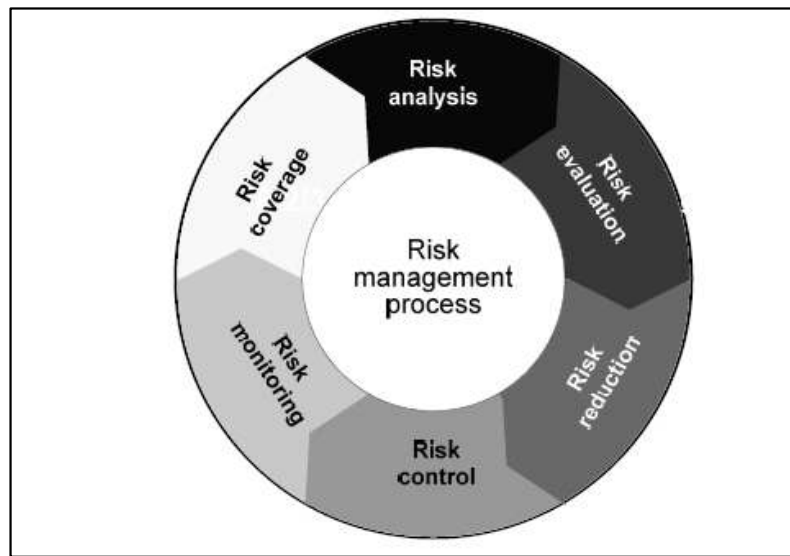 Risk
analysis
Risk
evaluation
Risk
reduction
Risk
control
Risk
monitoring
Risk
coverage
Risk
management
process